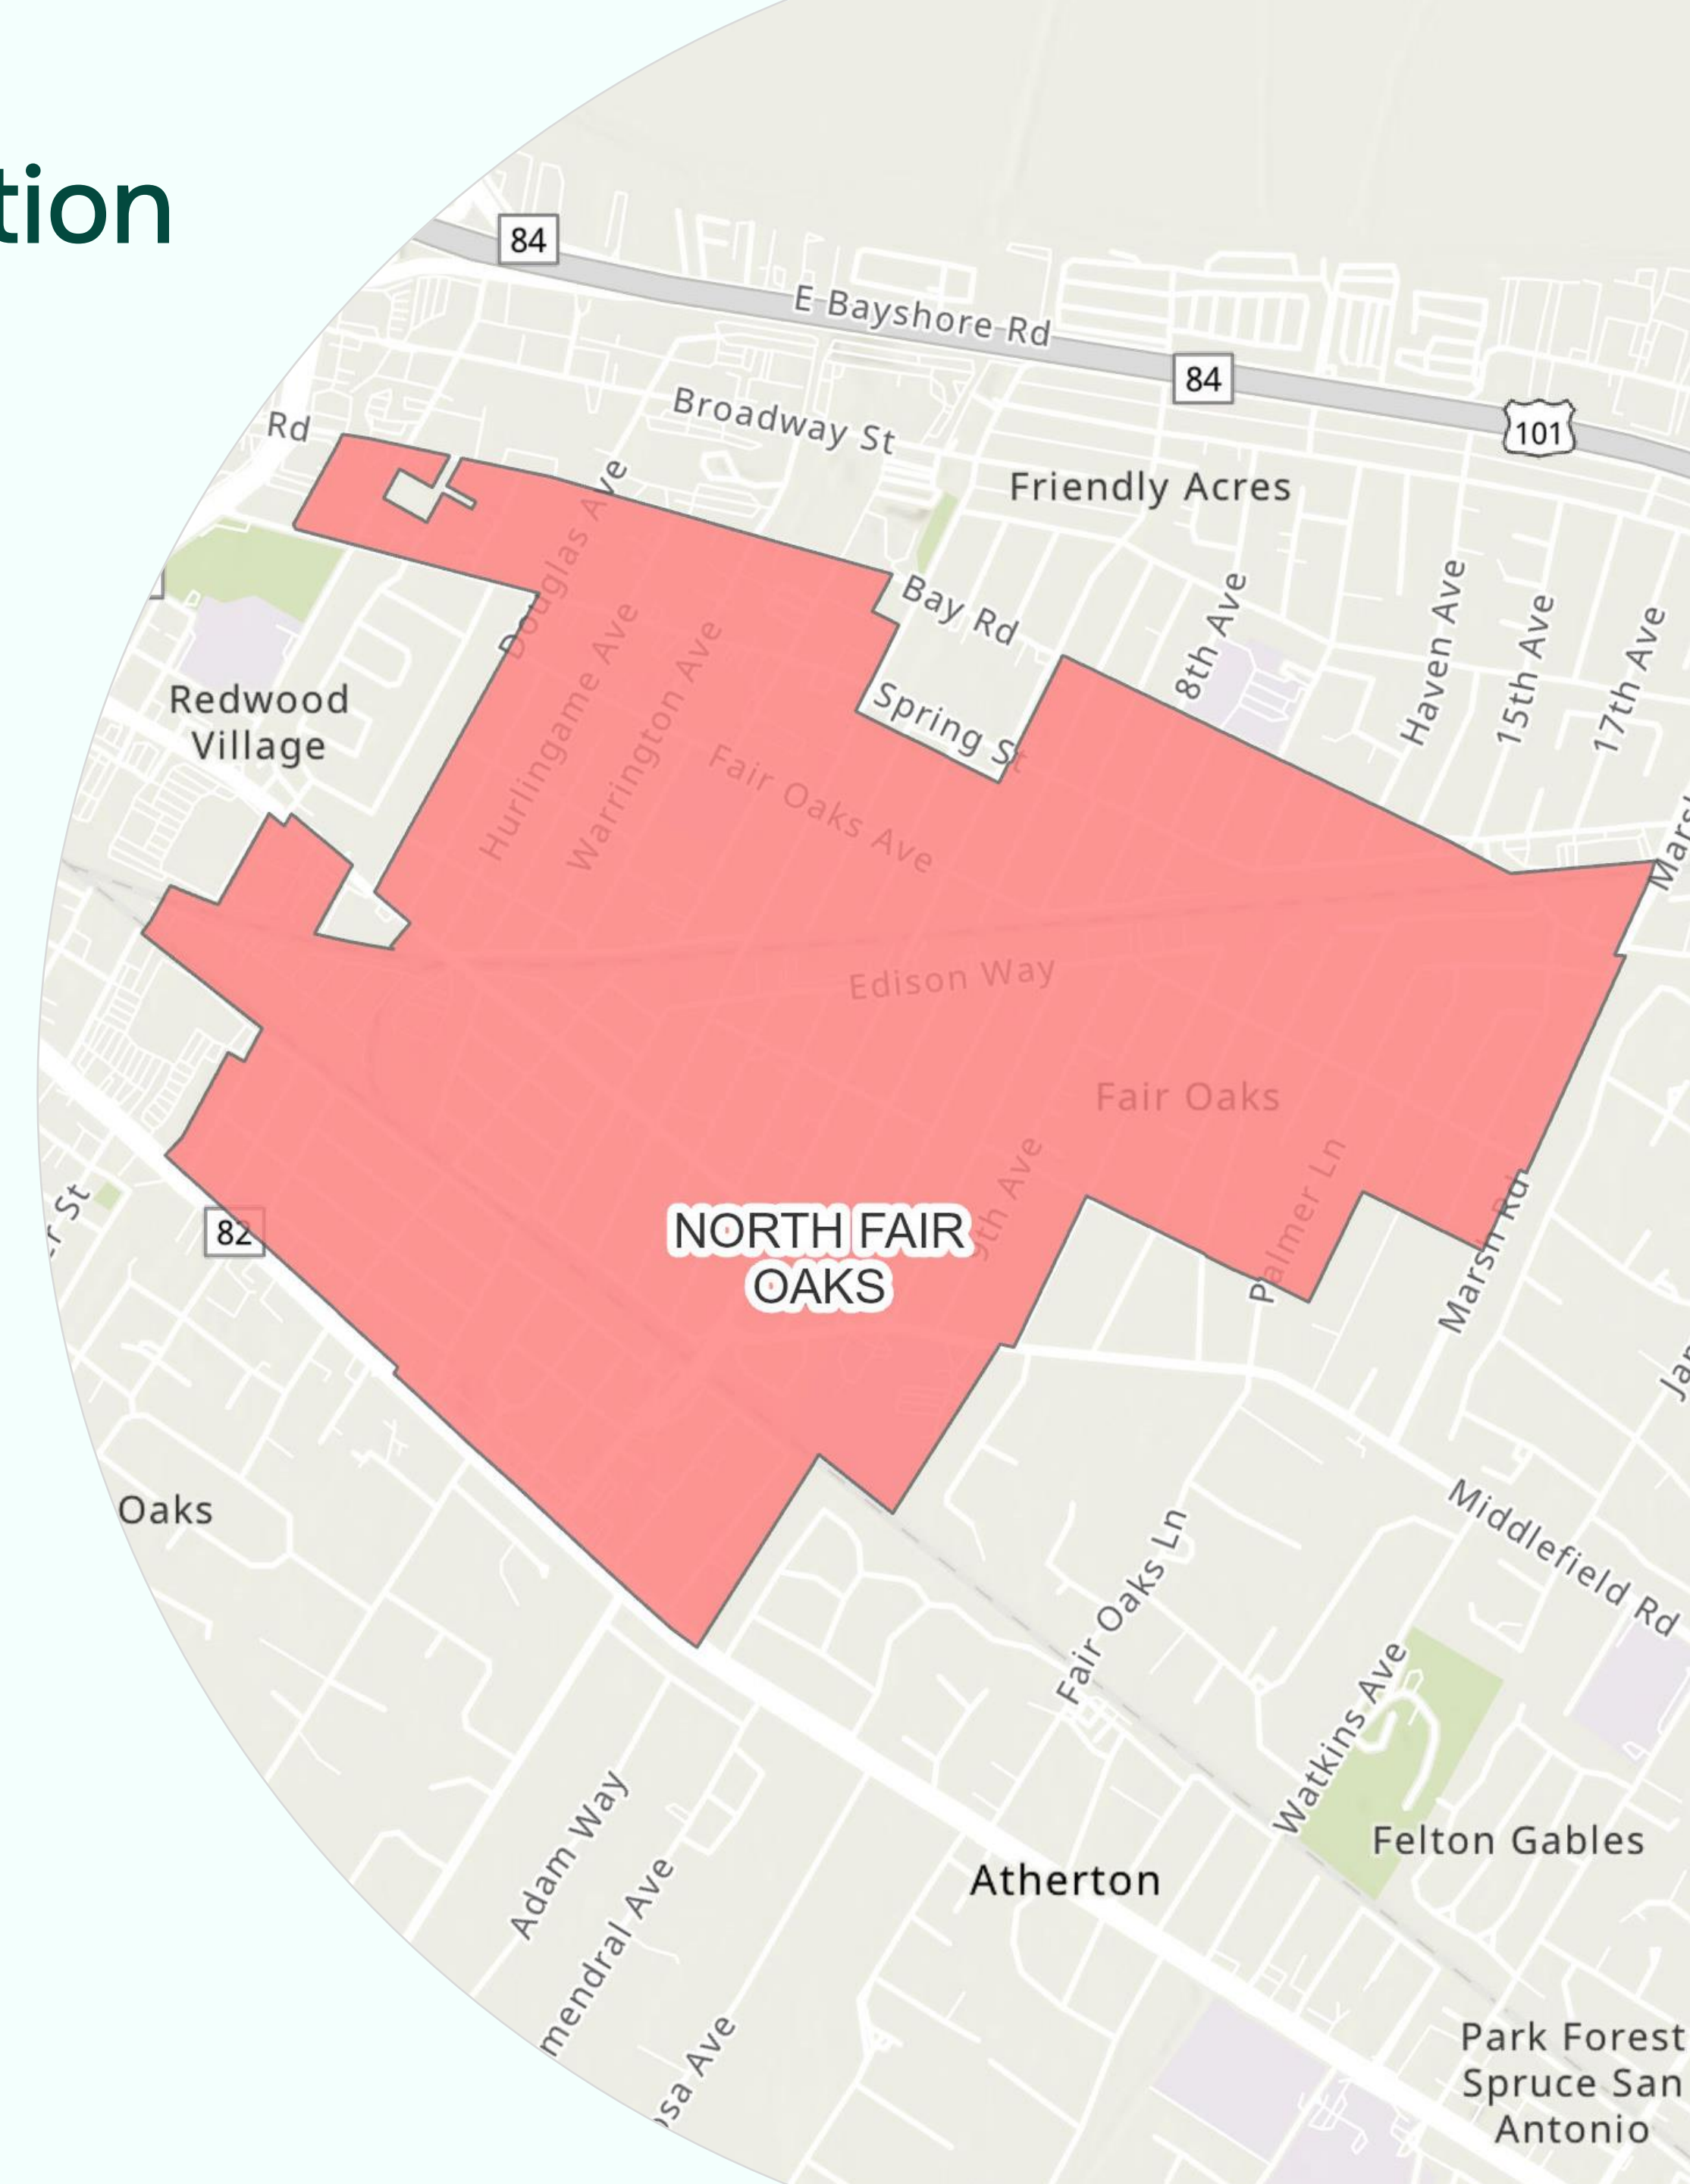 tion
84
E Bayshore Rd
84
101
Broadway St
Rd
Friendly Acres
Douglas Ave
Bay Rd
8th Ave
Haven Ave
15th Ave
17th Ave
Hurlingame Ave
Warrington Ave
Spring St
Redwood
Village
Fair Oaks Ave
Edison Way
Fair Oaks
Palmer Ln
Marsh Rd
82
NORTH FAIR
OAKS
Oaks
Middlefield Rd
Fair Oaks Ln
Watkins Ave
Adam Way
Felton Gables
Atherton
mendral Ave
Park Forest
Spruce San
Antonio